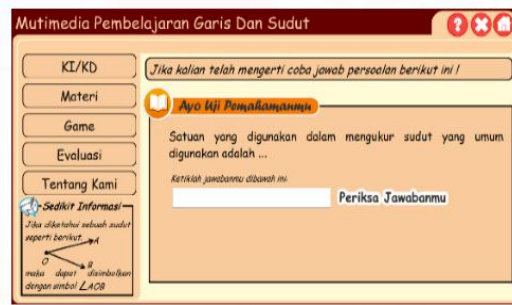 Mutimedia Pembelajaran Garis Dan Sudut
KI/KD
Materi
Game
Evaluasi
Tentang Kami
Sedikit Informasi
Jika diketahui sebuah sudut
seperti berikut.
A
O
B
maka dapat disimbolkan
dengan simbol ∠AOB
Jika kalian telah mengerti coba jawab persoalan berikut ini !
Ayo Uji Pemahamanmu
Satuan yang digunakan dalam mengukur sudut yang umum
digunakan adalah ...
Ketiklah jawabanmu dibawah ini:
Periksa Jawabanmu